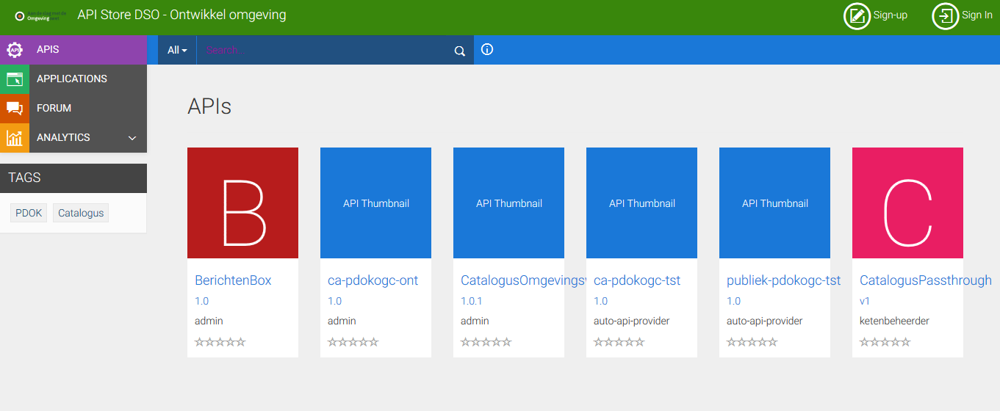 Omgeving
API Store DSO - Ontwikkel omgeving
Sign-up
Sign In
API
APIS
All
Search...
APPLICATIONS
FORUM
ANALYTICS
TAGS
PDOK Catalogus
APIs
B
BerichtenBox
1.0
admin
API Thumbnail
ca-pdokogc-ont
1.0
admin
API Thumbnail
CatalogusOmgevings
1.0.1
admin
API Thumbnail
ca-pdokogc-tst
1.0
auto-api-provider
API Thumbnail
publiek-pdokogc-tst
1.0
auto-api-provider
C
CatalogusPassthrough
v1
ketenbeheerder